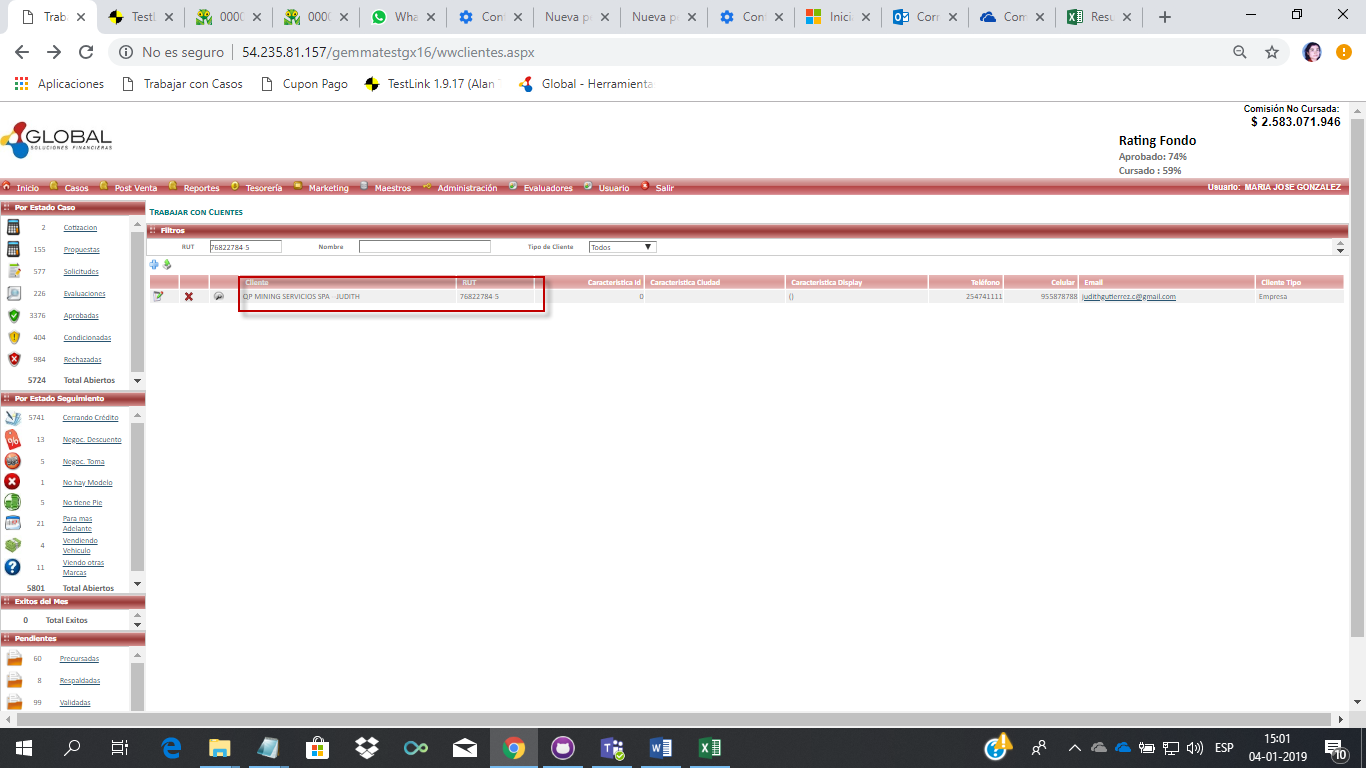 Trab
TestL
0000
0000
Wha
Conf
Nueva pe
Nueva pe
Conf
Inicia
Corr
Com
Resu
No es seguro
54.235.81.157/gemmatestgx16/wwclientes.aspx
Aplicaciones
Trabajar con Casos
Cupon Pago
TestLink 1.9.17 (Alan
Global - Herramienta
GLOBAL
SOLUCIONES FINANCIERAS
Comisión No Cursada:
$ 2.583.071.946
Rating Fondo
Aprobado: 74%
Cursado : 59%
Inicio Casos Post Venta Reportes Tesorería Marketing Maestros Administración Evaluadores Usuario Salir
Usuario: MARIA JOSE GONZALEZ
Por Estado Caso
2 Cotizacion
155 Propuestas
577 Solicitudes
226 Evaluaciones
3376 Aprobadas
404 Condicionadas
984 Rechazadas
5724 Total Abiertos
Por Estado Seguimiento
5741 Cerrando Crédito
13 Negoc. Descuento
5 Negoc. Toma
1 No hay Modelo
5 No tiene Pie
21 Para mas
Adelante
4 Vendiendo
Vehiculo
11 Viendo otras
Marcas
5801 Total Abiertos
Exitos del Mes
0 Total Exitos
Pendientes
60 Precursadas
8 Respaldadas
99 Validadas
TRABAJAR CON CLIENTES
Filtros
RUT 76822784-5 Nombre Tipo de Cliente Todos
Cliente RUT Caracteristica Id Caracteristica Ciudad Caracteristica Display Teléfono Celular Email Cliente Tipo
QP MINING SERVICIOS SPA - JUDITH 76822784-5 0 () 254741111 955878788 judithgutierrez.c@gmail.com Empresa
ESP
15:01
04-01-2019
10